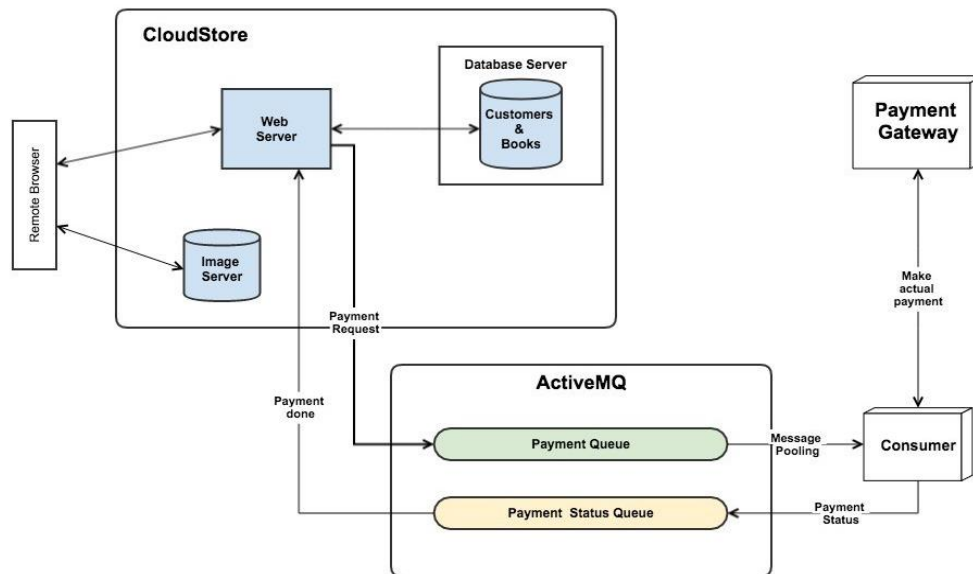 CloudStore
Database Server
Customers
&
Books
Web
Server
Remote Browser
Image
Server
Payment
Gateway
Make
actual
payment
Payment
Request
Payment
done
ActiveMQ
Payment Queue
Message
Pooling
Consumer
Payment Status Queue
Payment
Status